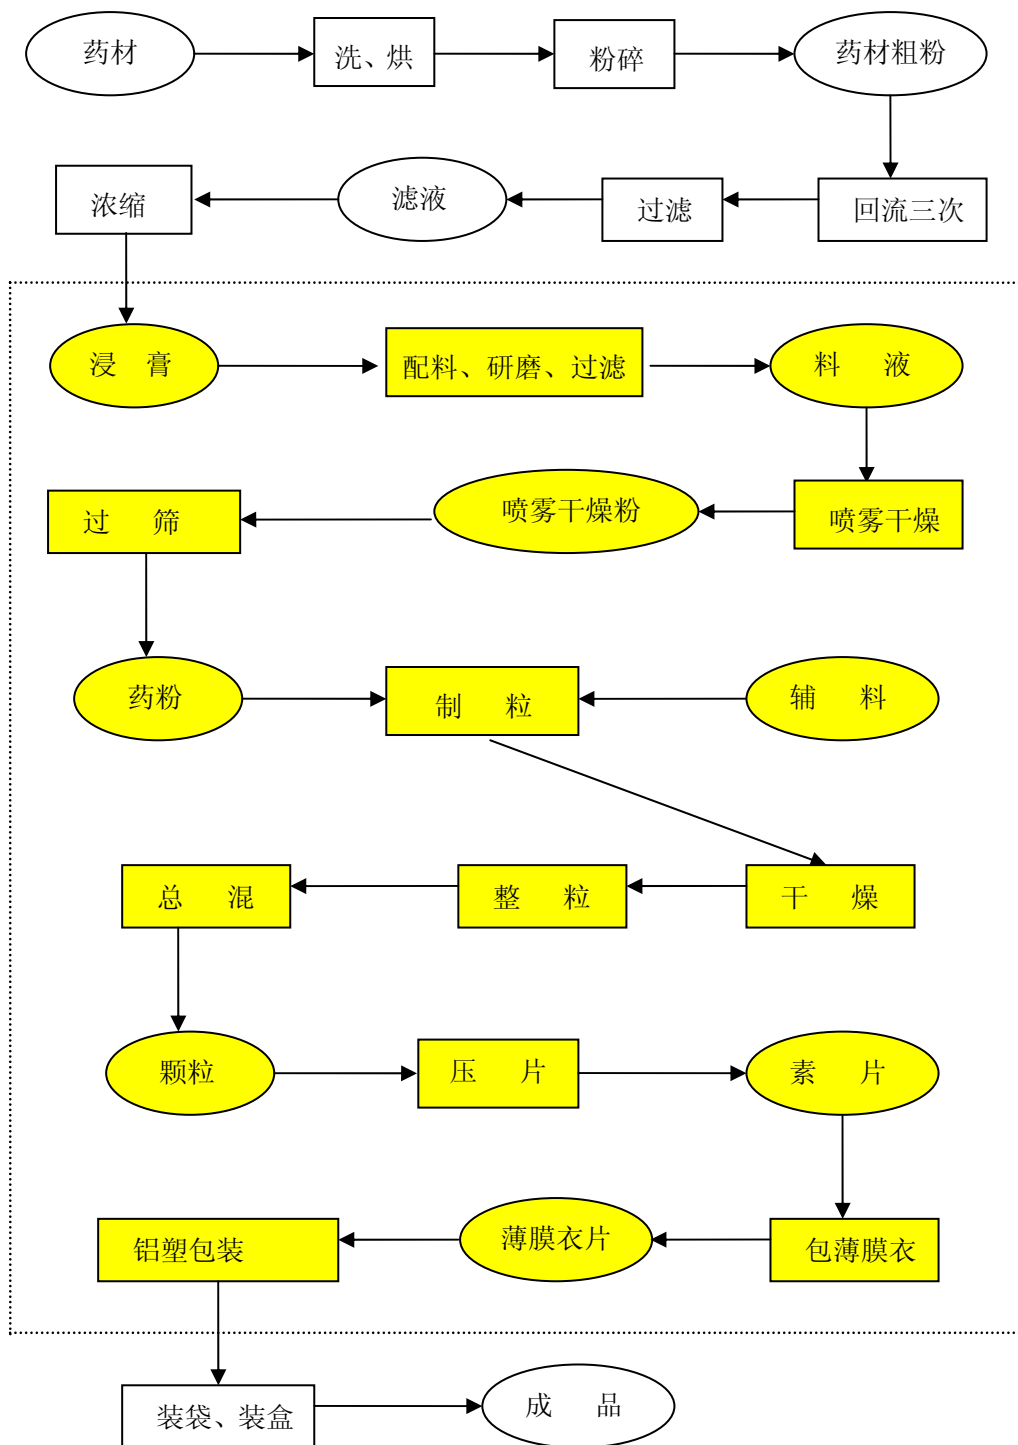 药材
洗、烘
粉碎
药材粗粉
浓缩
滤液
过滤
回流三次
浸 膏
配料、研磨、过滤
料 液
过 筛
喷雾干燥粉
喷雾干燥
药粉
制 粒
辅 料
总 混
整 粒
干 燥
颗粒
压 片
素 片
铝塑包装
薄膜衣片
包薄膜衣
装袋、装盒
成 品